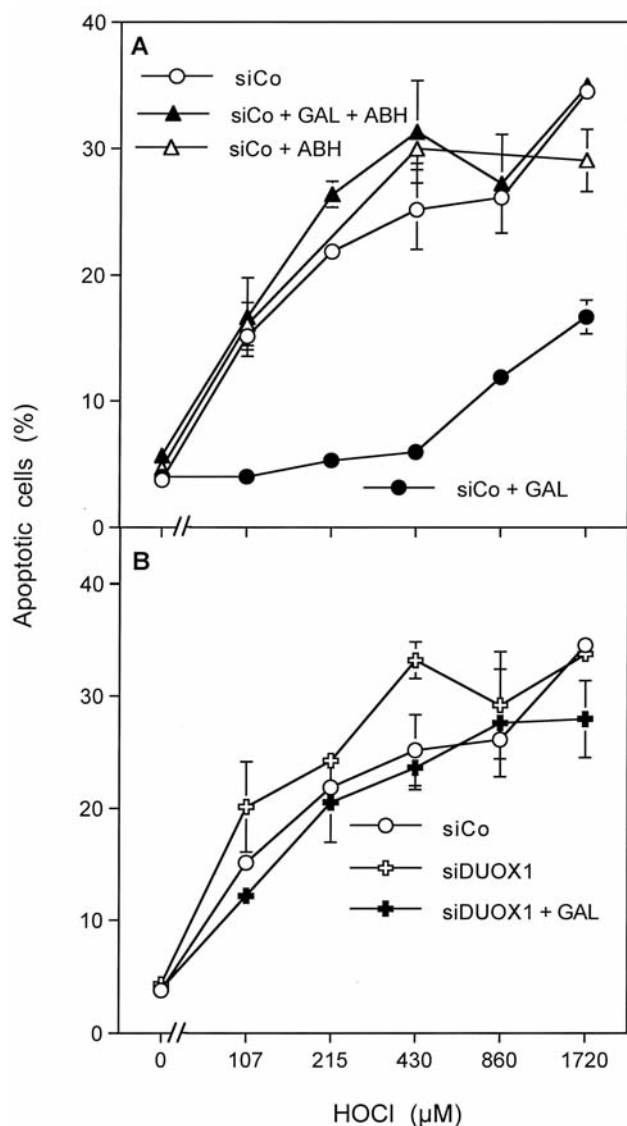 A
40
siCo
siCo + GAL + ABH
siCo + ABH
30
20
10
siCo + GAL
0
Apoptotic cells (%)
B
40
30
20
siCo
siDUOX1
siDUOX1 + GAL
10
0
0 107 215 430 860 1720
HOCl (µM)